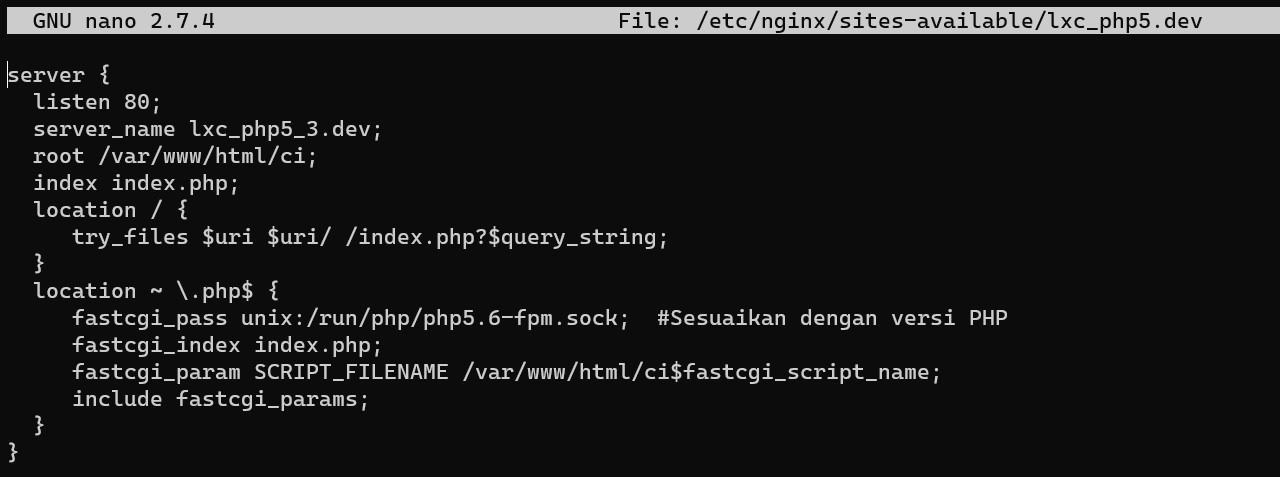 GNU nano 2.7.4 File: /etc/nginx/sites-available/lxc_php5.dev
server {
listen 80;
server_name lxc_php5_3.dev;
root /var/www/html/ci;
index index.php;
location / {
try_files $uri $uri/ /index.php?$query_string;
}
location ~ \.php$ {
fastcgi_pass unix:/run/php/php5.6-fpm.sock;  #Sesuaikan dengan versi PHP
fastcgi_index index.php;
fastcgi_param SCRIPT_FILENAME /var/www/html/ci$fastcgi_script_name;
include fastcgi_params;
}
}